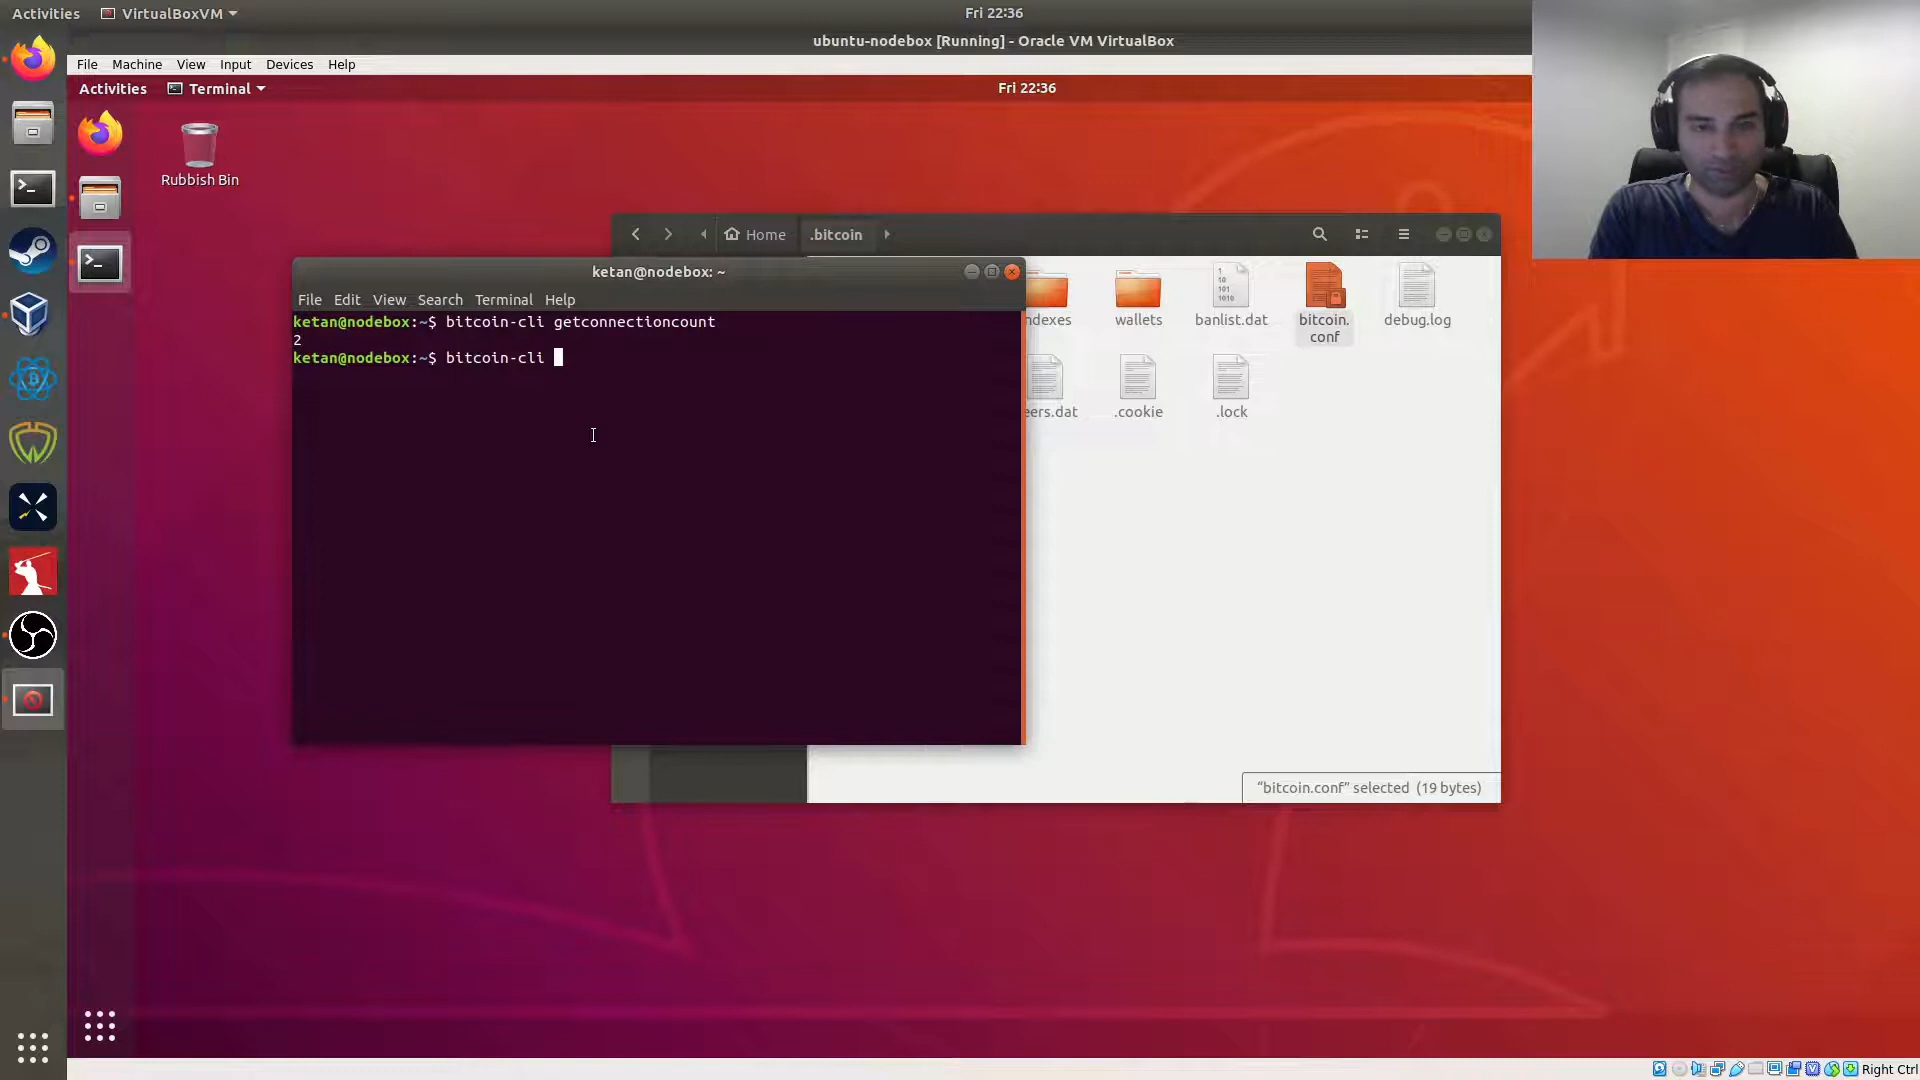 Activities VirtualBoxVM Fri 22:36
ubuntu-nodebox [Running] - Oracle VM VirtualBox
File Machine View Input Devices Help
Activities Terminal Fri 22:36
Rubbish Bin
Home .bitcoin
ketan@nodebox: ~
File Edit View Search Terminal Help
ketan@nodebox:~$ bitcoin-cli getconnectioncount
2
ketan@nodebox:~$ bitcoin-cli
ndexes wallets banlist.dat bitcoin. debug.log
conf
eers.dat .cookie .lock
"bitcoin.conf" selected (19 bytes)
Right Ctrl